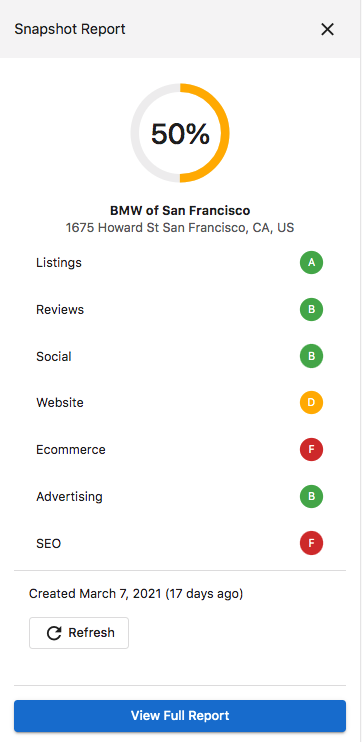 Snapshot Report
50%
BMW of San Francisco
1675 Howard St San Francisco, CA, US
Listings A
Reviews B
Social B
Website D
Ecommerce F
Advertising B
SEO F
Created March 7, 2021 (17 days ago)
Refresh
View Full Report